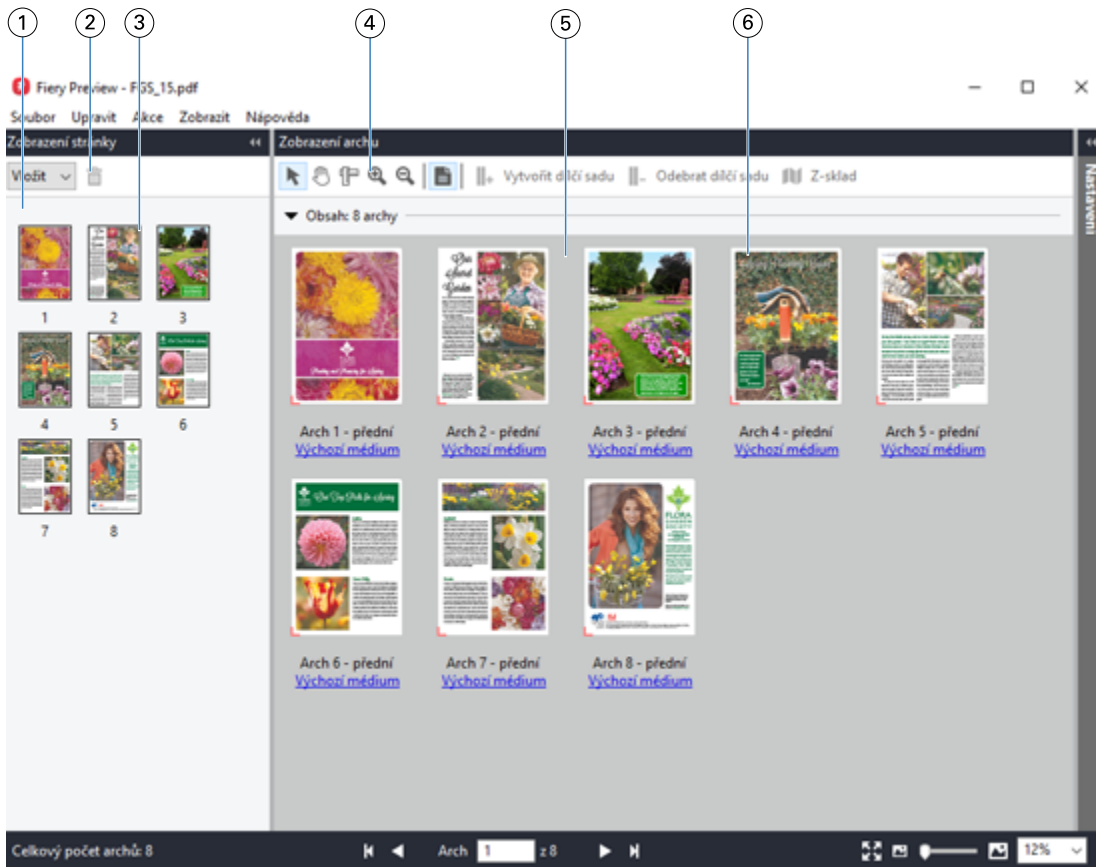 1 2 3 4 5 6
Fiery Preview - FGS_15.pdf
Soubor Upravit Akce Zobrazit Nápověda
Zobrazení stránky
Zobrazení archu
Vložit
Vytvořit dílčí sadu Odebrat dílčí sadu Z-sklad
Nastavení
Obsah: 8 archy
1 2 3
4 5 6
7 8
Arch 1 - přední Arch 2 - přední Arch 3 - přední Arch 4 - přední Arch 5 - přední
Výchozí médium Výchozí médium Výchozí médium Výchozí médium Výchozí médium
FLORA
GARDEN
SOCIETY
Arch 6 - přední Arch 7 - přední Arch 8 - přední
Výchozí médium Výchozí médium Výchozí médium
Celkový počet archů: 8 Arch 1 z 8 12%